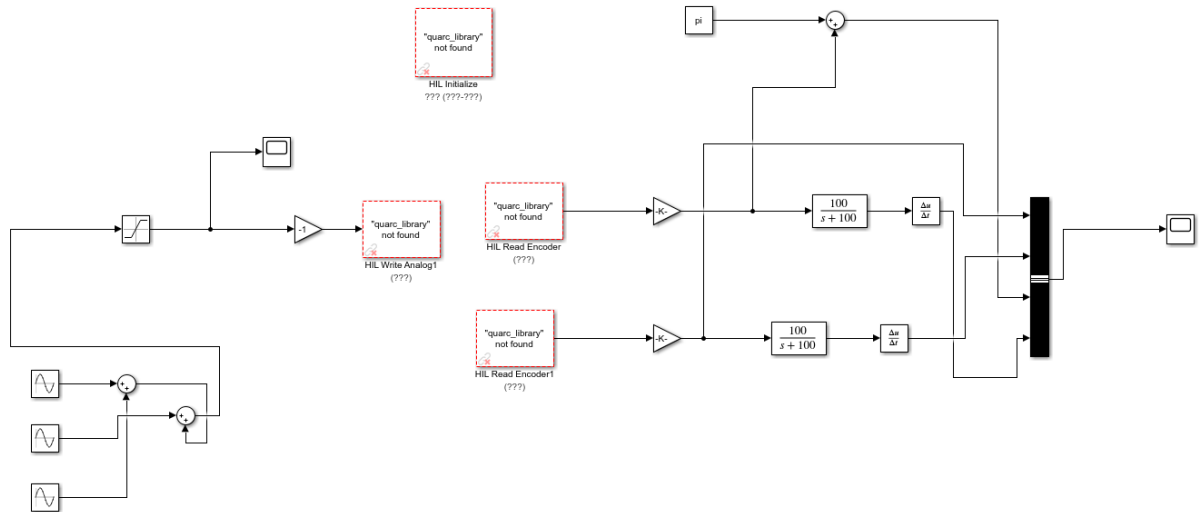 "quarc_library"
not found
HIL Initialize
??? (???-???)
pi
+
+
-1
"quarc_library"
not found
HIL Write Analog1
(???)
"quarc_library"
not found
HIL Read Encoder
(???)
-K-
100
s + 100
Δu
Δt
"quarc_library"
not found
HIL Read Encoder1
(???)
-K-
100
s + 100
Δu
Δt
+
+
+
+